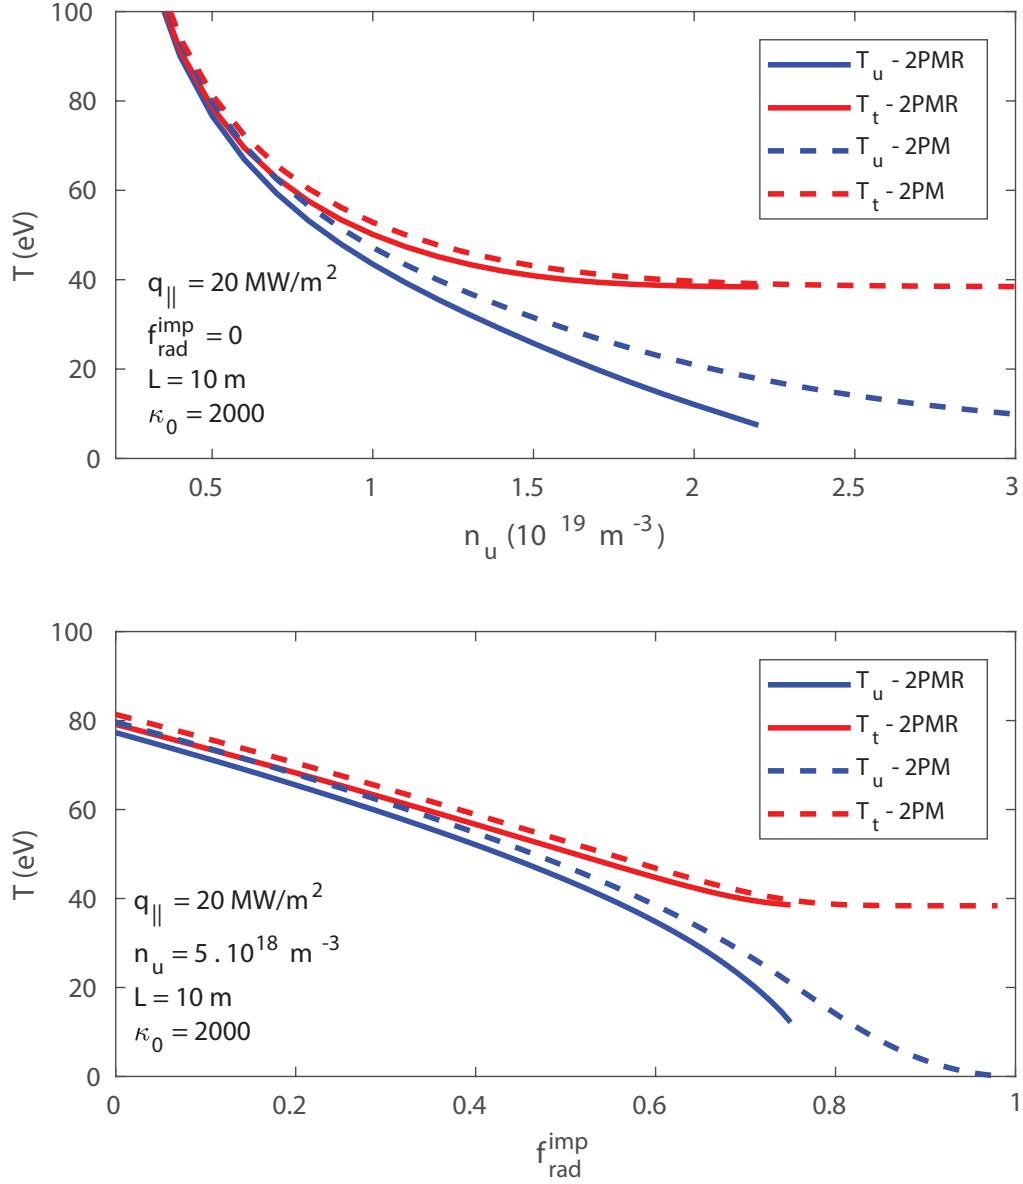 100
80
60
40
20
0
T (eV)
T_u - 2PMR
T_t - 2PMR
T_u - 2PM
T_t - 2PM
q_|| = 20 MW/m^2
f_rad^imp = 0
L = 10 m
κ_0 = 2000
0.5 1 1.5 2 2.5 3
n_u (10^19 m^-3)
100
80
60
40
20
0
T (eV)
T_u - 2PMR
T_t - 2PMR
T_u - 2PM
T_t - 2PM
q_|| = 20 MW/m^2
n_u = 5 . 10^18 m^-3
L = 10 m
κ_0 = 2000
0 0.2 0.4 0.6 0.8 1
f_rad^imp